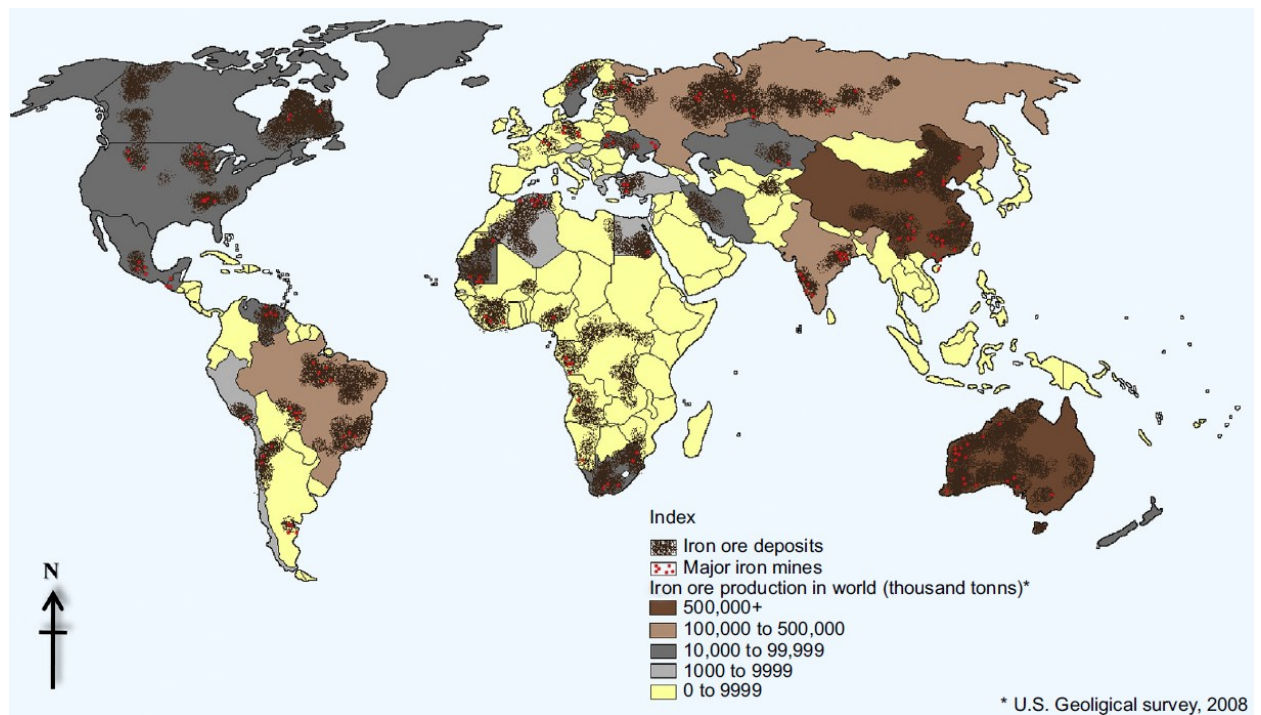 N
Index
Iron ore deposits
Major iron mines
Iron ore production in world (thousand tonns)*
500,000+
100,000 to 500,000
10,000 to 99,999
1000 to 9999
0 to 9999
* U.S. Geoligical survey, 2008